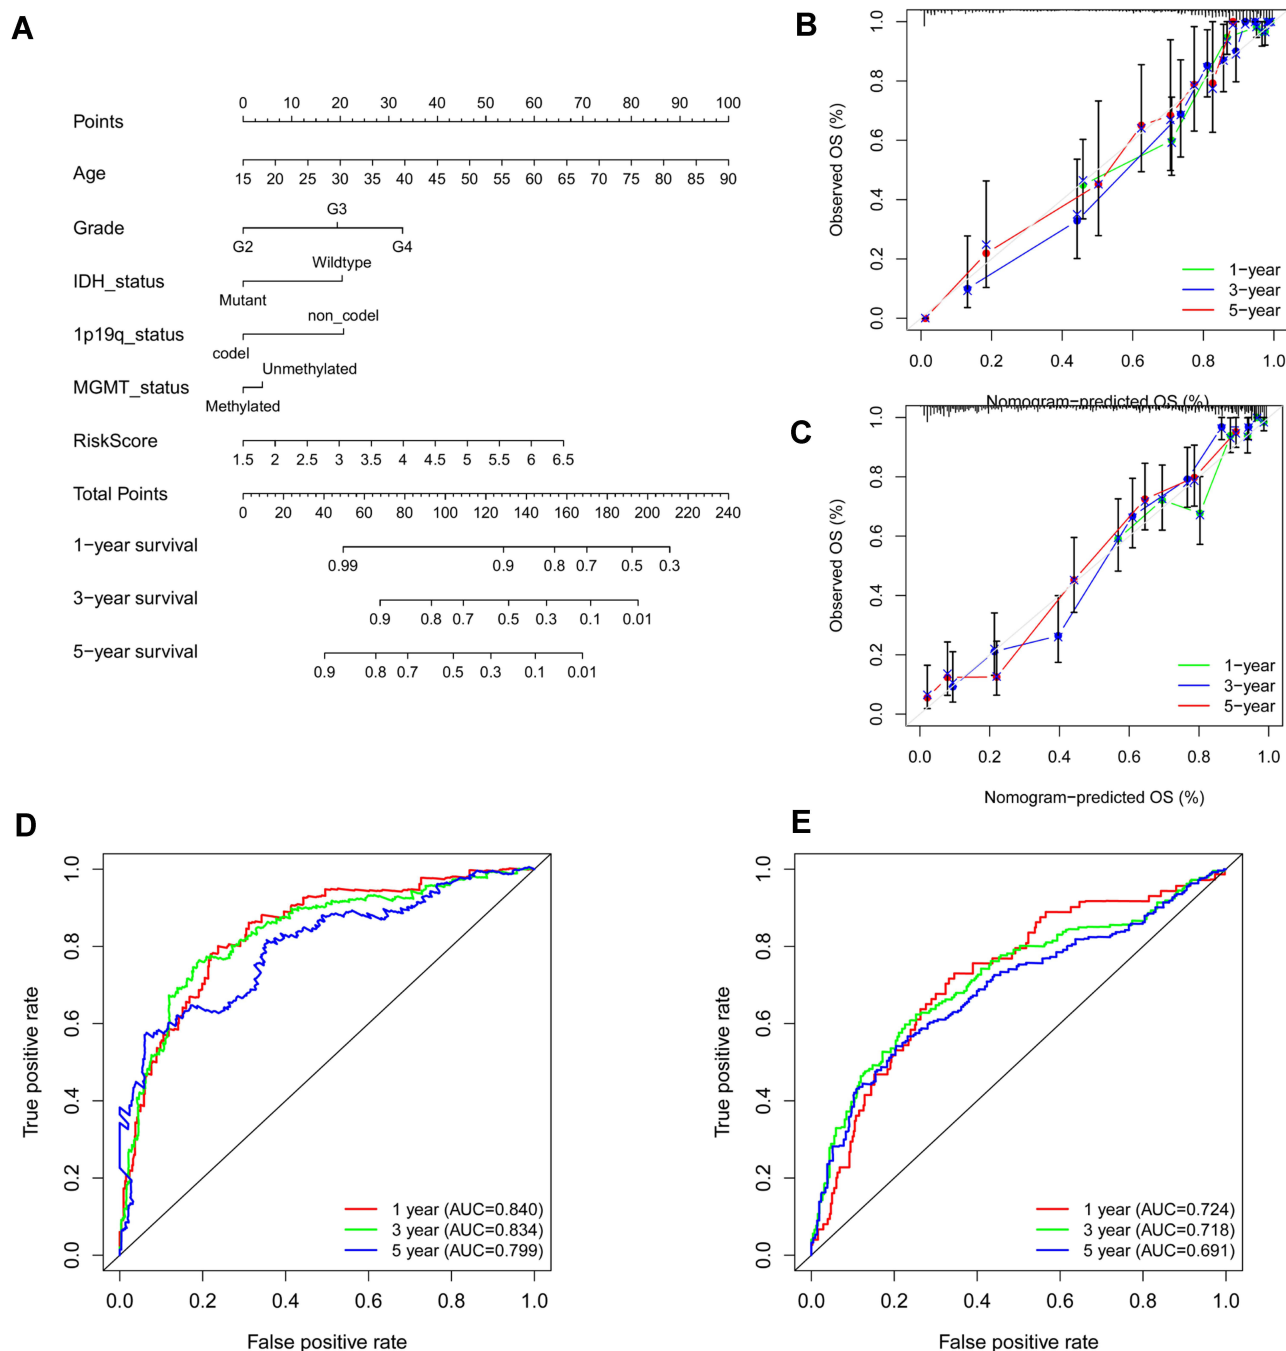 A
Points
0 10 20 30 40 50 60 70 80 90 100
Age
15 20 25 30 35 40 45 50 55 60 65 70 75 80 85 90
Grade
G3
G2 G4
IDH_status
Wildtype
Mutant
1p19q_status
non_codel
codel
MGMT_status
Unmethylated
Methylated
RiskScore
1.5 2 2.5 3 3.5 4 4.5 5 5.5 6 6.5
Total Points
0 20 40 60 80 100 120 140 160 180 200 220 240
1−year survival
0.99 0.9 0.8 0.7 0.5 0.3
3−year survival
0.9 0.8 0.7 0.5 0.3 0.1 0.01
5−year survival
0.9 0.8 0.7 0.5 0.3 0.1 0.01
B
Observed OS (%)
1.0
0.8
0.6
0.4
0.2
0.0
1−year
3−year
5−year
0.0 0.2 0.4 0.6 0.8 1.0
Nomogram−predicted OS (%)
C
Observed OS (%)
1.0
0.8
0.6
0.4
0.2
0.0
1−year
3−year
5−year
0.0 0.2 0.4 0.6 0.8 1.0
Nomogram−predicted OS (%)
D
True positive rate
1.0
0.8
0.6
0.4
0.2
0.0
1 year (AUC=0.840)
3 year (AUC=0.834)
5 year (AUC=0.799)
0.0 0.2 0.4 0.6 0.8 1.0
False positive rate
E
True positive rate
1.0
0.8
0.6
0.4
0.2
0.0
1 year (AUC=0.724)
3 year (AUC=0.718)
5 year (AUC=0.691)
0.0 0.2 0.4 0.6 0.8 1.0
False positive rate